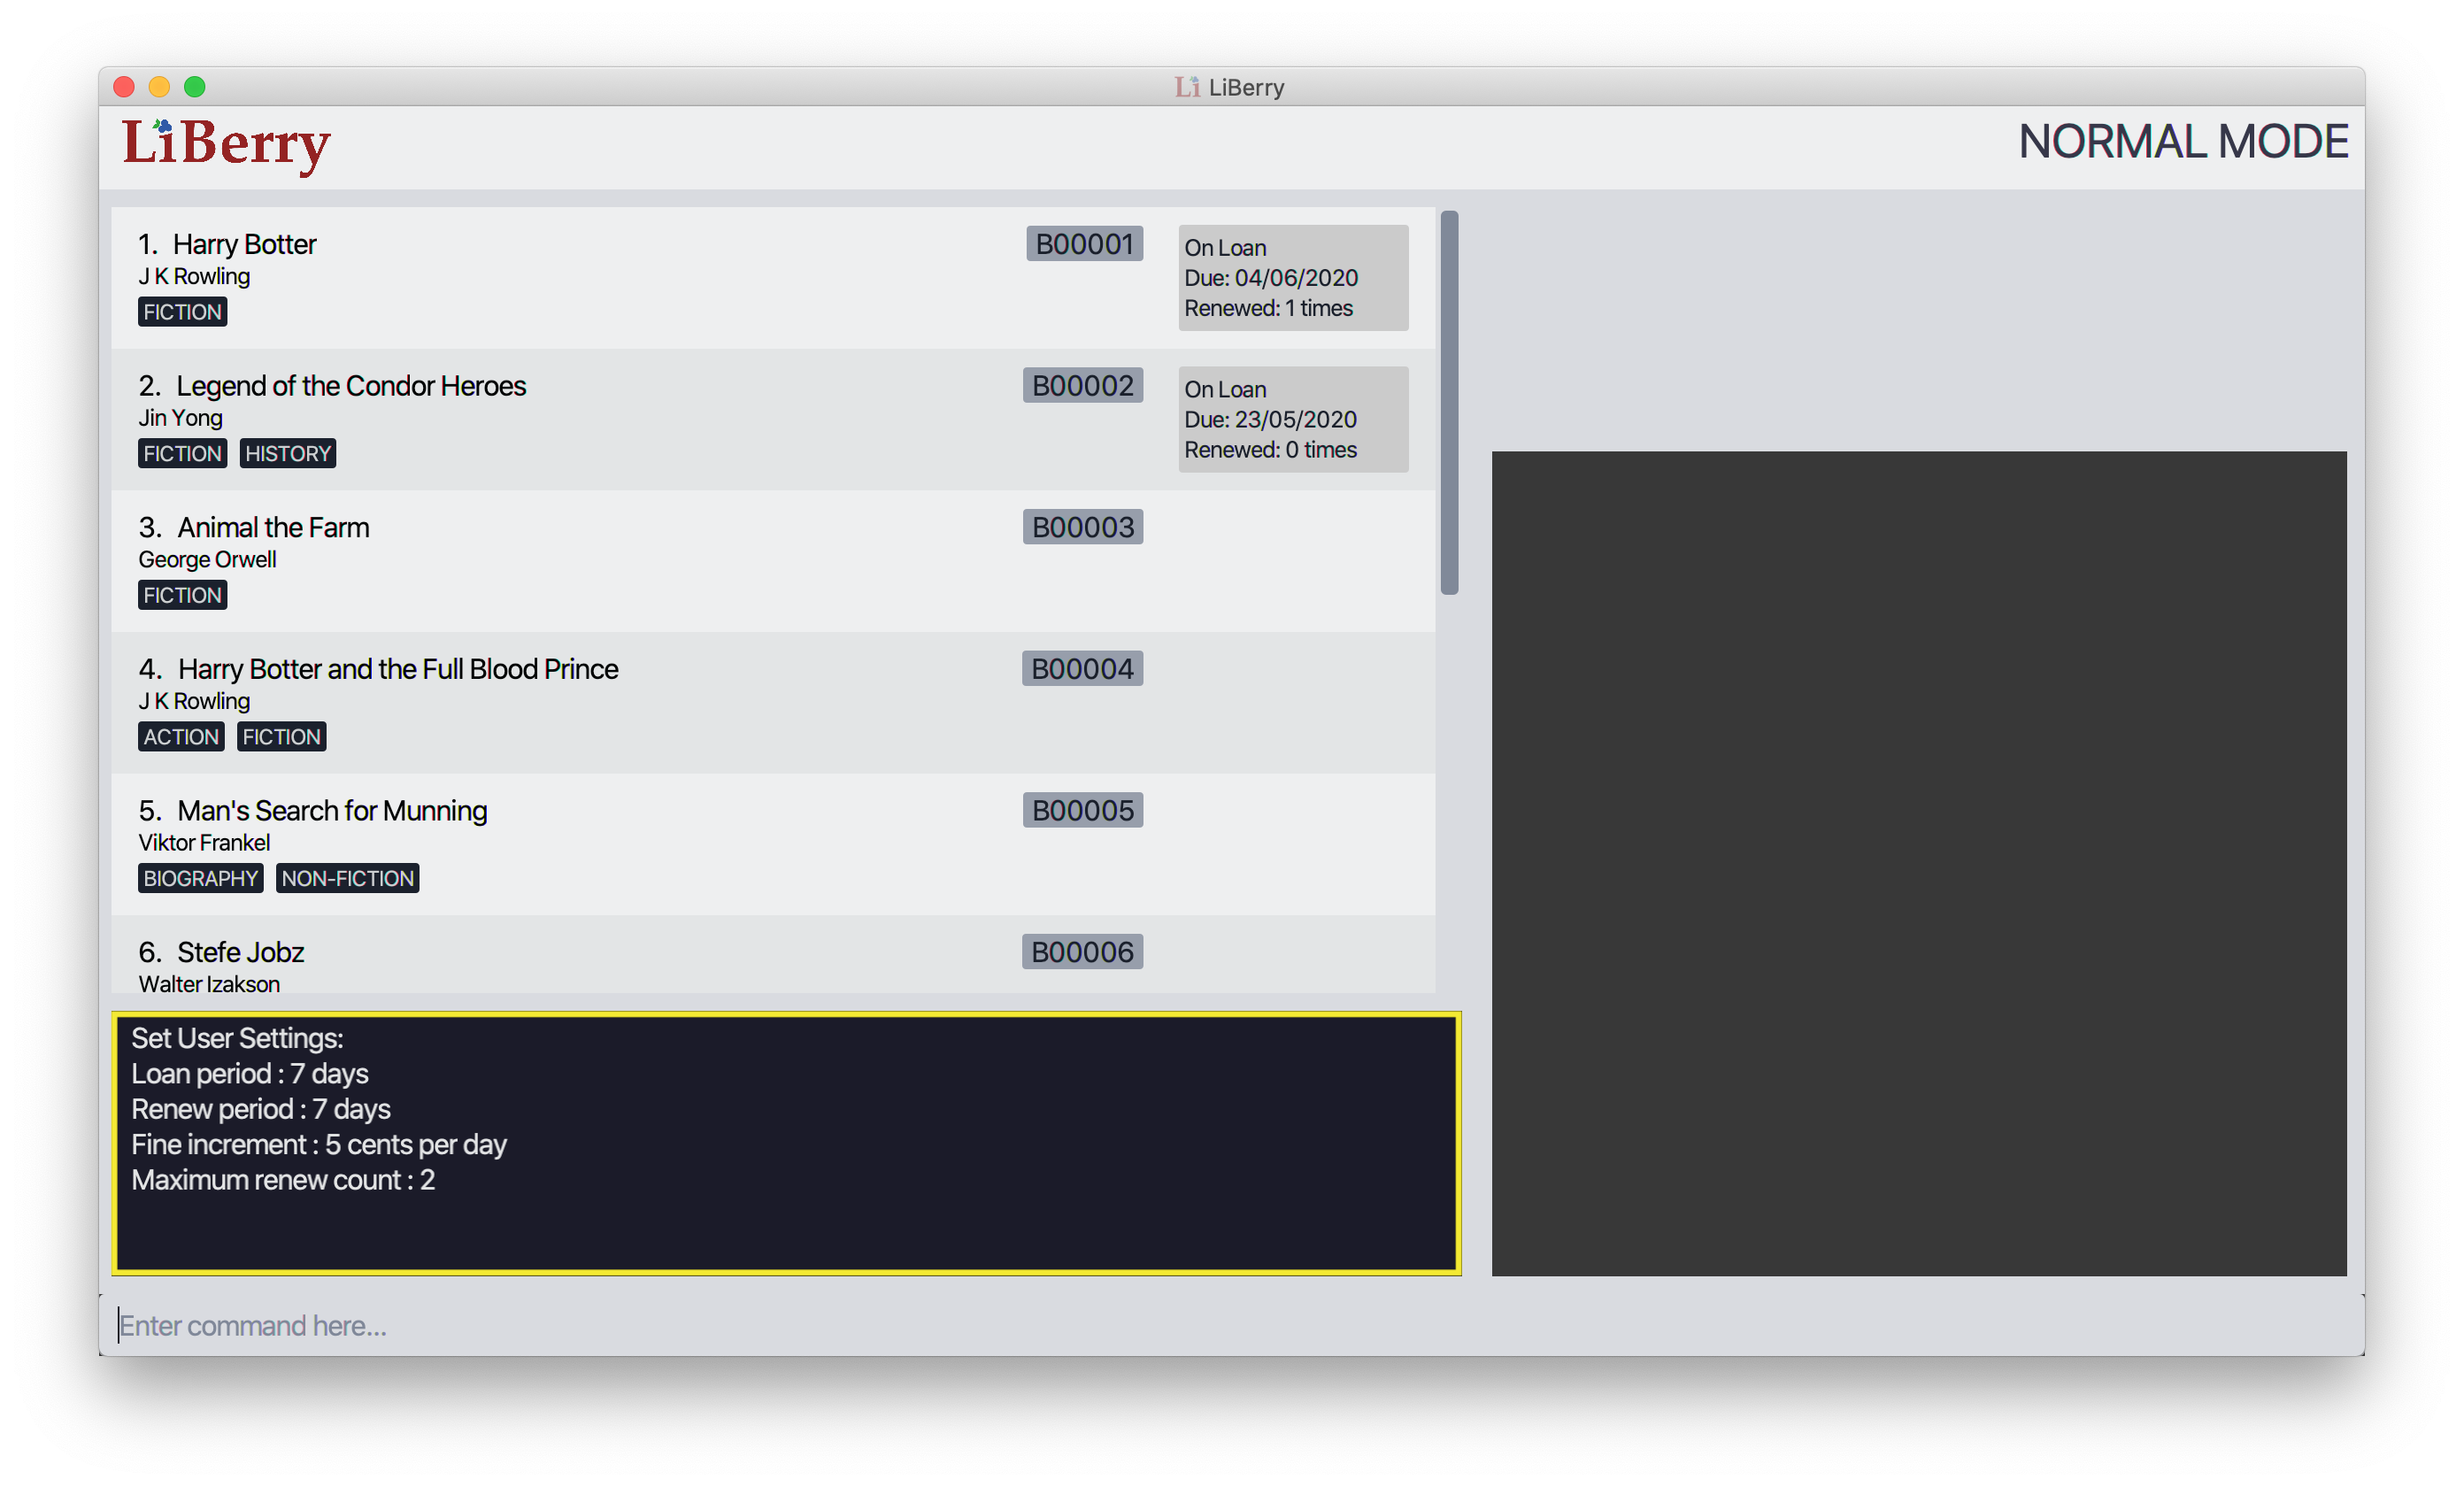 Li LiBerry
LiBerry
NORMAL MODE
1. Harry Botter
J K Rowling
FICTION
B00001
On Loan
Due: 04/06/2020
Renewed: 1 times
2. Legend of the Condor Heroes
Jin Yong
FICTION HISTORY
B00002
On Loan
Due: 23/05/2020
Renewed: 0 times
3. Animal the Farm
George Orwell
FICTION
B00003
4. Harry Botter and the Full Blood Prince
J K Rowling
ACTION FICTION
B00004
5. Man's Search for Munning
Viktor Frankel
BIOGRAPHY NON-FICTION
B00005
6. Stefe Jobz
Walter Izakson
B00006
Set User Settings:
Loan period : 7 days
Renew period : 7 days
Fine increment : 5 cents per day
Maximum renew count : 2
Enter command here...